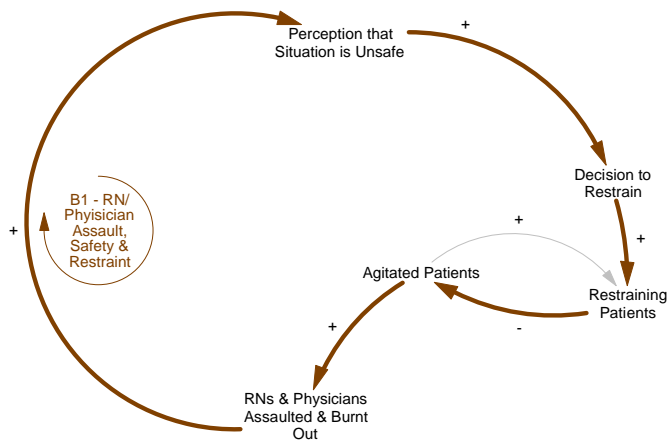 Perception that
Situation is Unsafe
+
Decision to
Restrain
+
Restraining
Patients
-
+
Agitated Patients
+
RNs & Physicians
Assaulted & Burnt
Out
+
B1 - RN/
Phyisician
Assault,
Safety &
Restraint